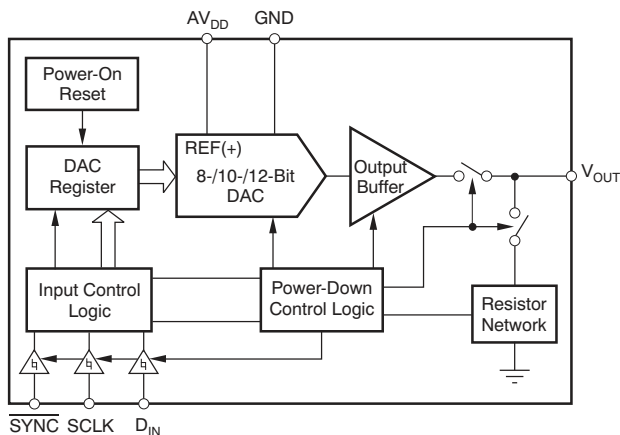 AVDD GND
Power-On
Reset
DAC
Register
REF(+)
8-/10-/12-Bit
DAC
Output
Buffer
VOUT
Input Control
Logic
Power-Down
Control Logic
Resistor
Network
SYNC SCLK DIN